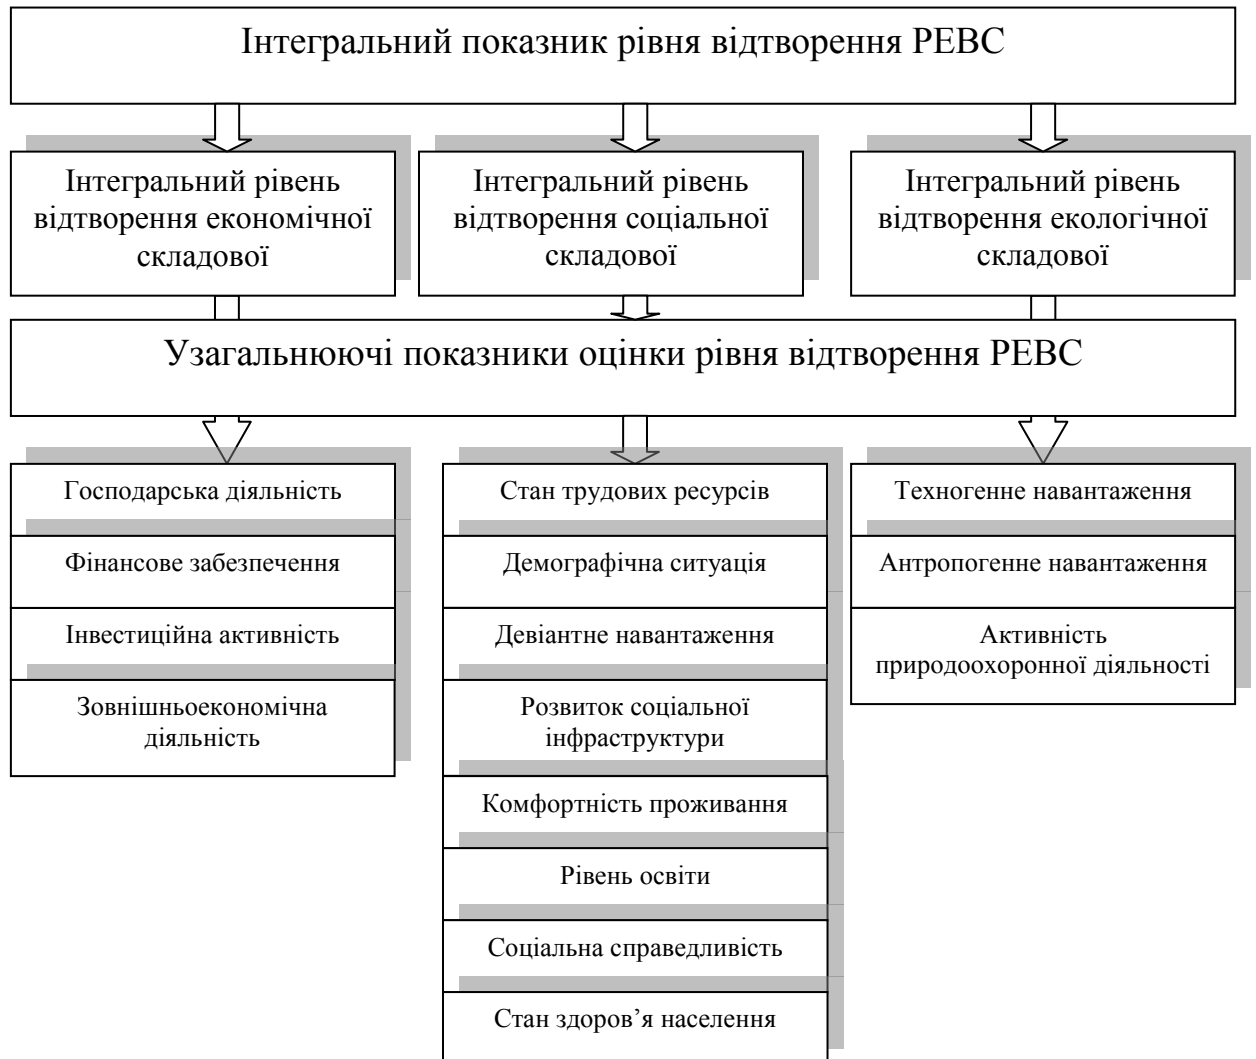 Інтегральний показник рівня відтворення РЕВС
Інтегральний рівень
відтворення економічної
складової
Інтегральний рівень
відтворення соціальної
складової
Інтегральний рівень
відтворення екологічної
складової
Узагальнюючі показники оцінки рівня відтворення РЕВС
Господарська діяльність
Фінансове забезпечення
Інвестиційна активність
Зовнішньоекономічна
діяльність
Стан трудових ресурсів
Демографічна ситуація
Девіантне навантаження
Розвиток соціальної
інфраструктури
Комфортність проживання
Рівень освіти
Соціальна справедливість
Стан здоров’я населення
Техногенне навантаження
Антропогенне навантаження
Активність
природоохоронної діяльності